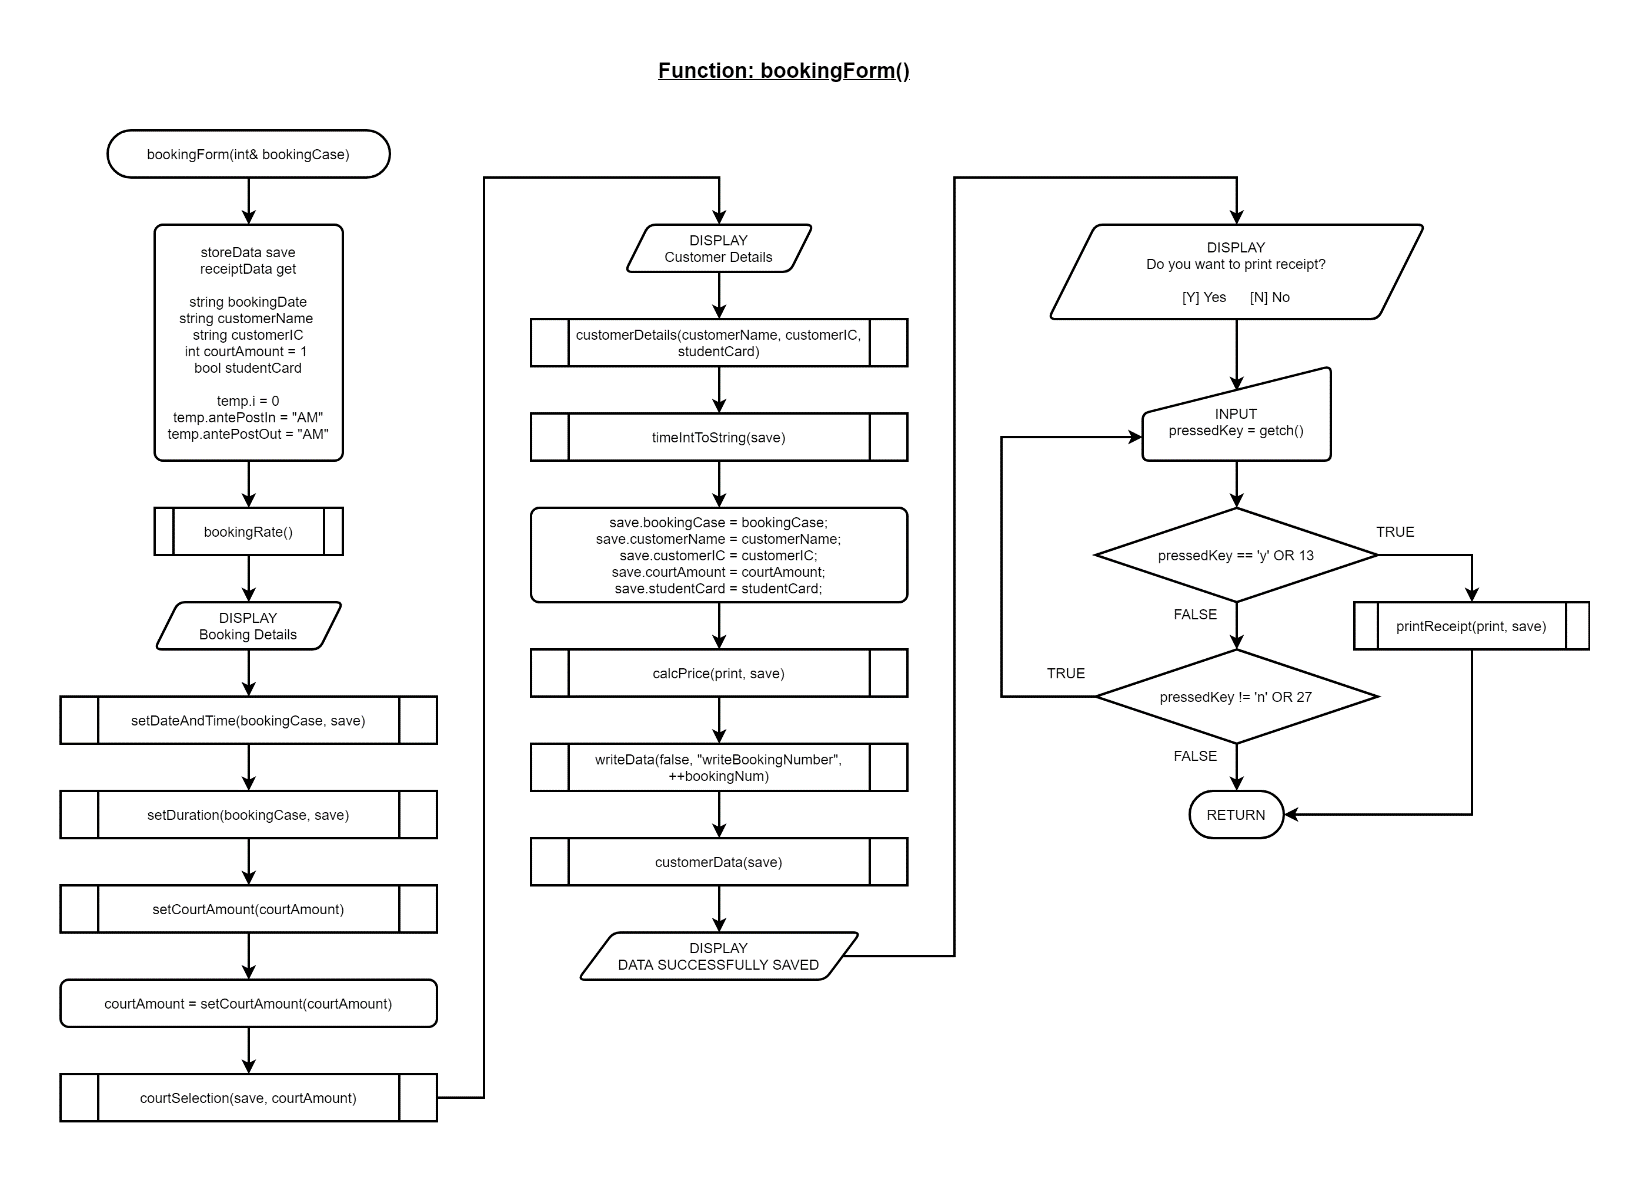 Function: bookingForm()
bookingForm(int& bookingCase)
storeData save
receiptData get
string bookingDate
string customerName
string customerIC
int courtAmount = 1
bool studentCard
temp.i = 0
temp.antePostIn = "AM"
temp.antePostOut = "AM"
bookingRate()
DISPLAY
Booking Details
setDateAndTime(bookingCase, save)
setDuration(bookingCase, save)
setCourtAmount(courtAmount)
courtAmount = setCourtAmount(courtAmount)
courtSelection(save, courtAmount)
DISPLAY
Customer Details
customerDetails(customerName, customerIC,
studentCard)
timeIntToString(save)
save.bookingCase = bookingCase;
save.customerName = customerName;
save.customerIC = customerIC;
save.courtAmount = courtAmount;
save.studentCard = studentCard;
calcPrice(print, save)
writeData(false, "writeBookingNumber",
++bookingNum)
customerData(save)
DISPLAY
DATA SUCCESSFULLY SAVED
DISPLAY
Do you want to print receipt?
[Y] Yes [N] No
INPUT
pressedKey = getch()
pressedKey == 'y' OR 13
TRUE
FALSE
printReceipt(print, save)
TRUE
pressedKey != 'n' OR 27
FALSE
RETURN